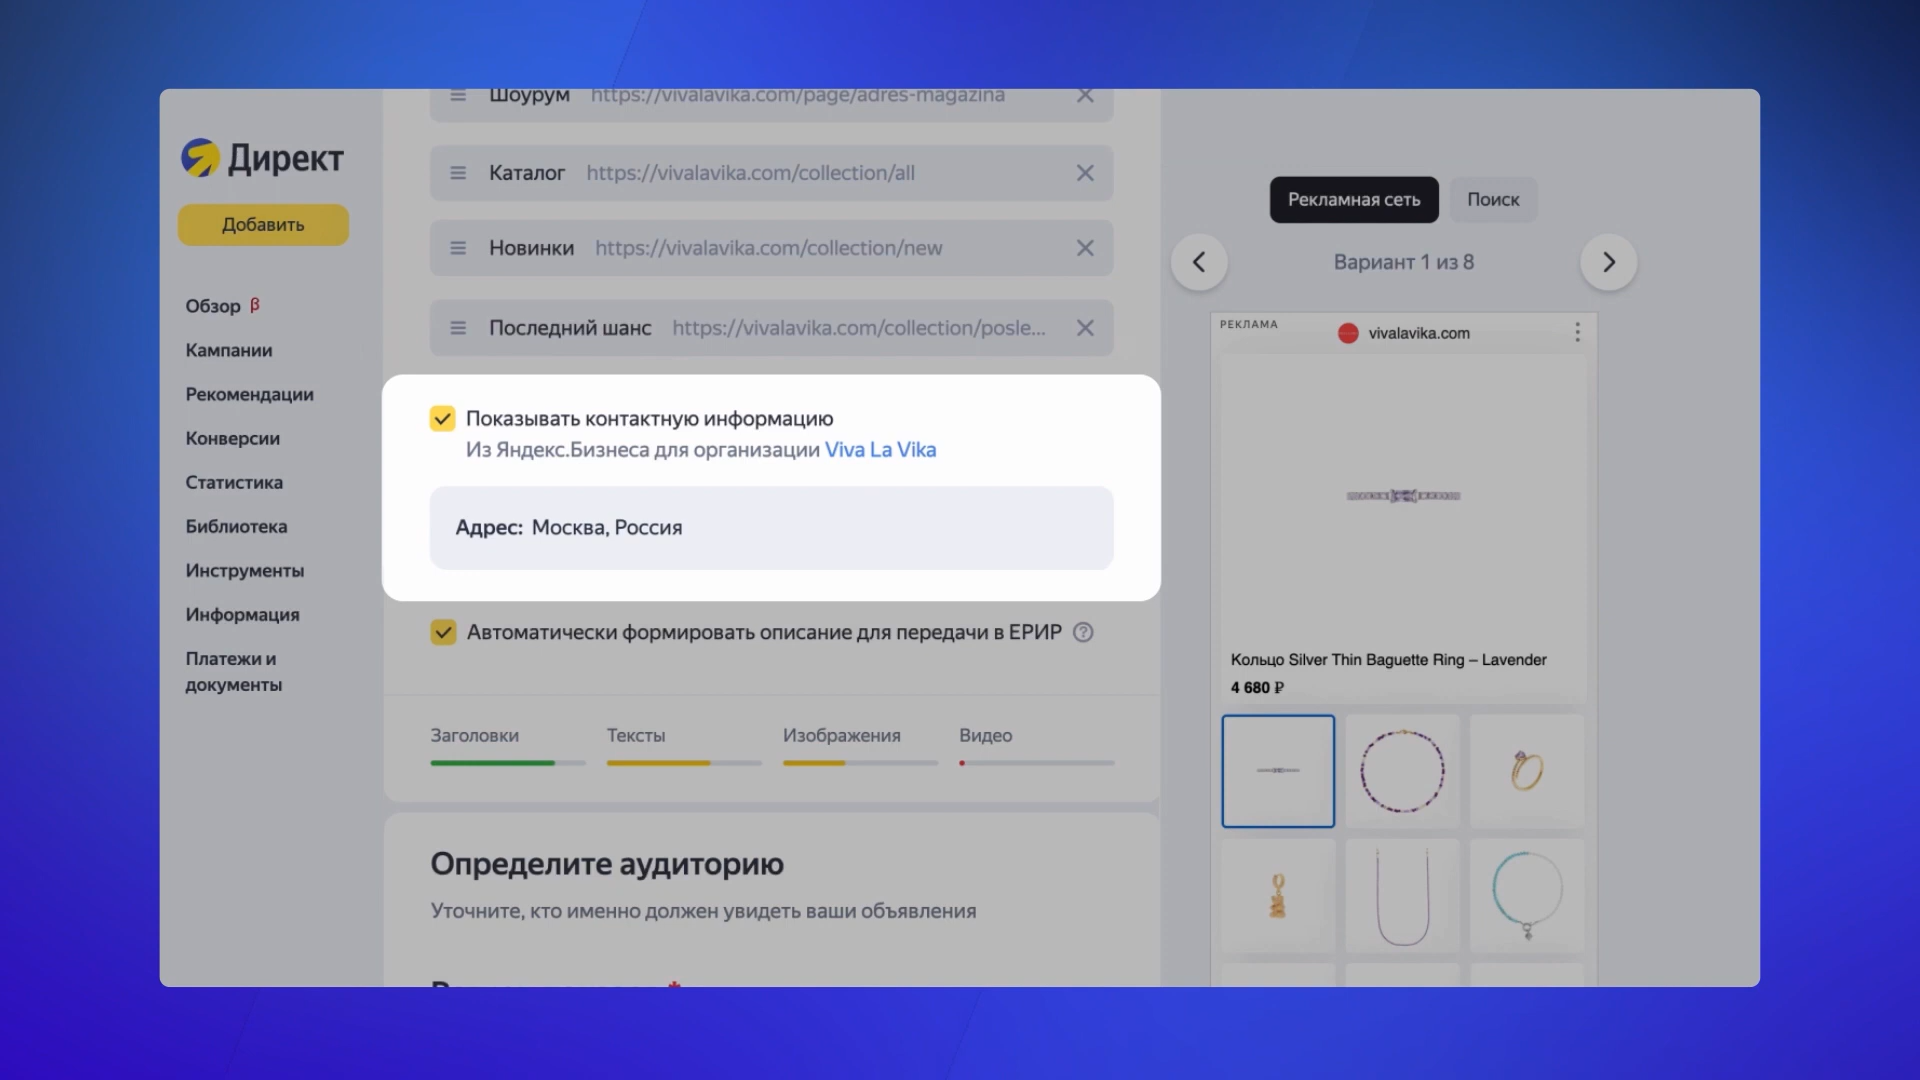 Директ
Добавить
Обзор β
Кампании
Рекомендации
Конверсии
Статистика
Библиотека
Инструменты
Информация
Платежи и
документы
Шоурум https://vivalavika.com/page/adres-magazina
Каталог https://vivalavika.com/collection/all
Новинки https://vivalavika.com/collection/new
Последний шанс https://vivalavika.com/collection/posle...
Показывать контактную информацию
Из Яндекс.Бизнеса для организации Viva La Vika
Адрес: Москва, Россия
Автоматически формировать описание для передачи в ЕРИР ?
Заголовки Тексты Изображения Видео
Определите аудиторию
Уточните, кто именно должен увидеть ваши объявления
Рекламная сеть Поиск
Вариант 1 из 8
РЕКЛАМА
vivalavika.com
Кольцо Silver Thin Baguette Ring – Lavender
4 680 ₽